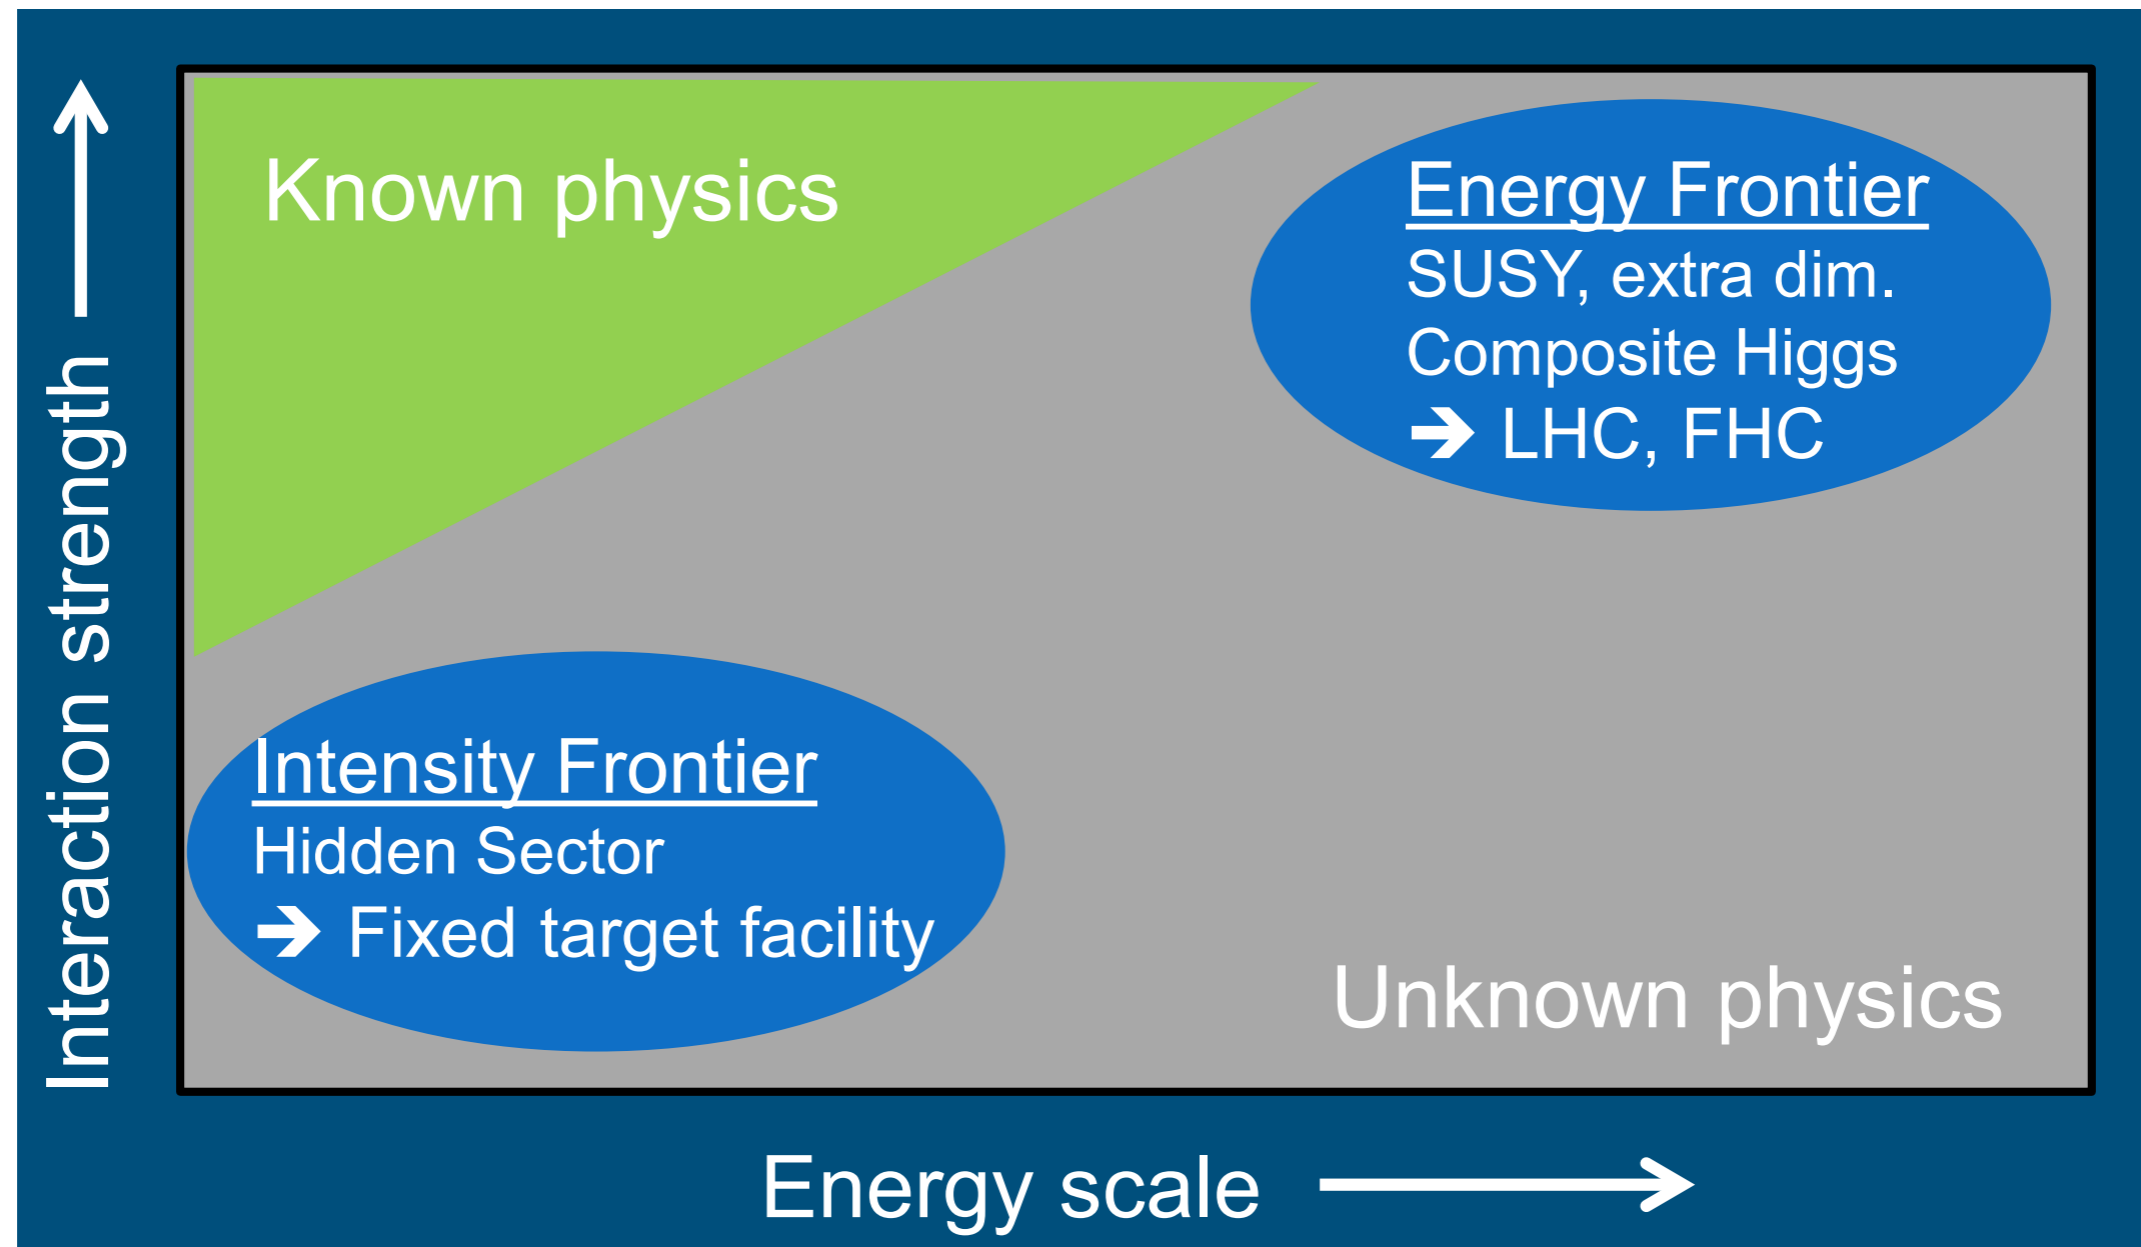 Interaction strength
Known physics
Energy Frontier
SUSY, extra dim.
Composite Higgs
➔ LHC, FHC
Intensity Frontier
Hidden Sector
➔ Fixed target facility
Unknown physics
Energy scale